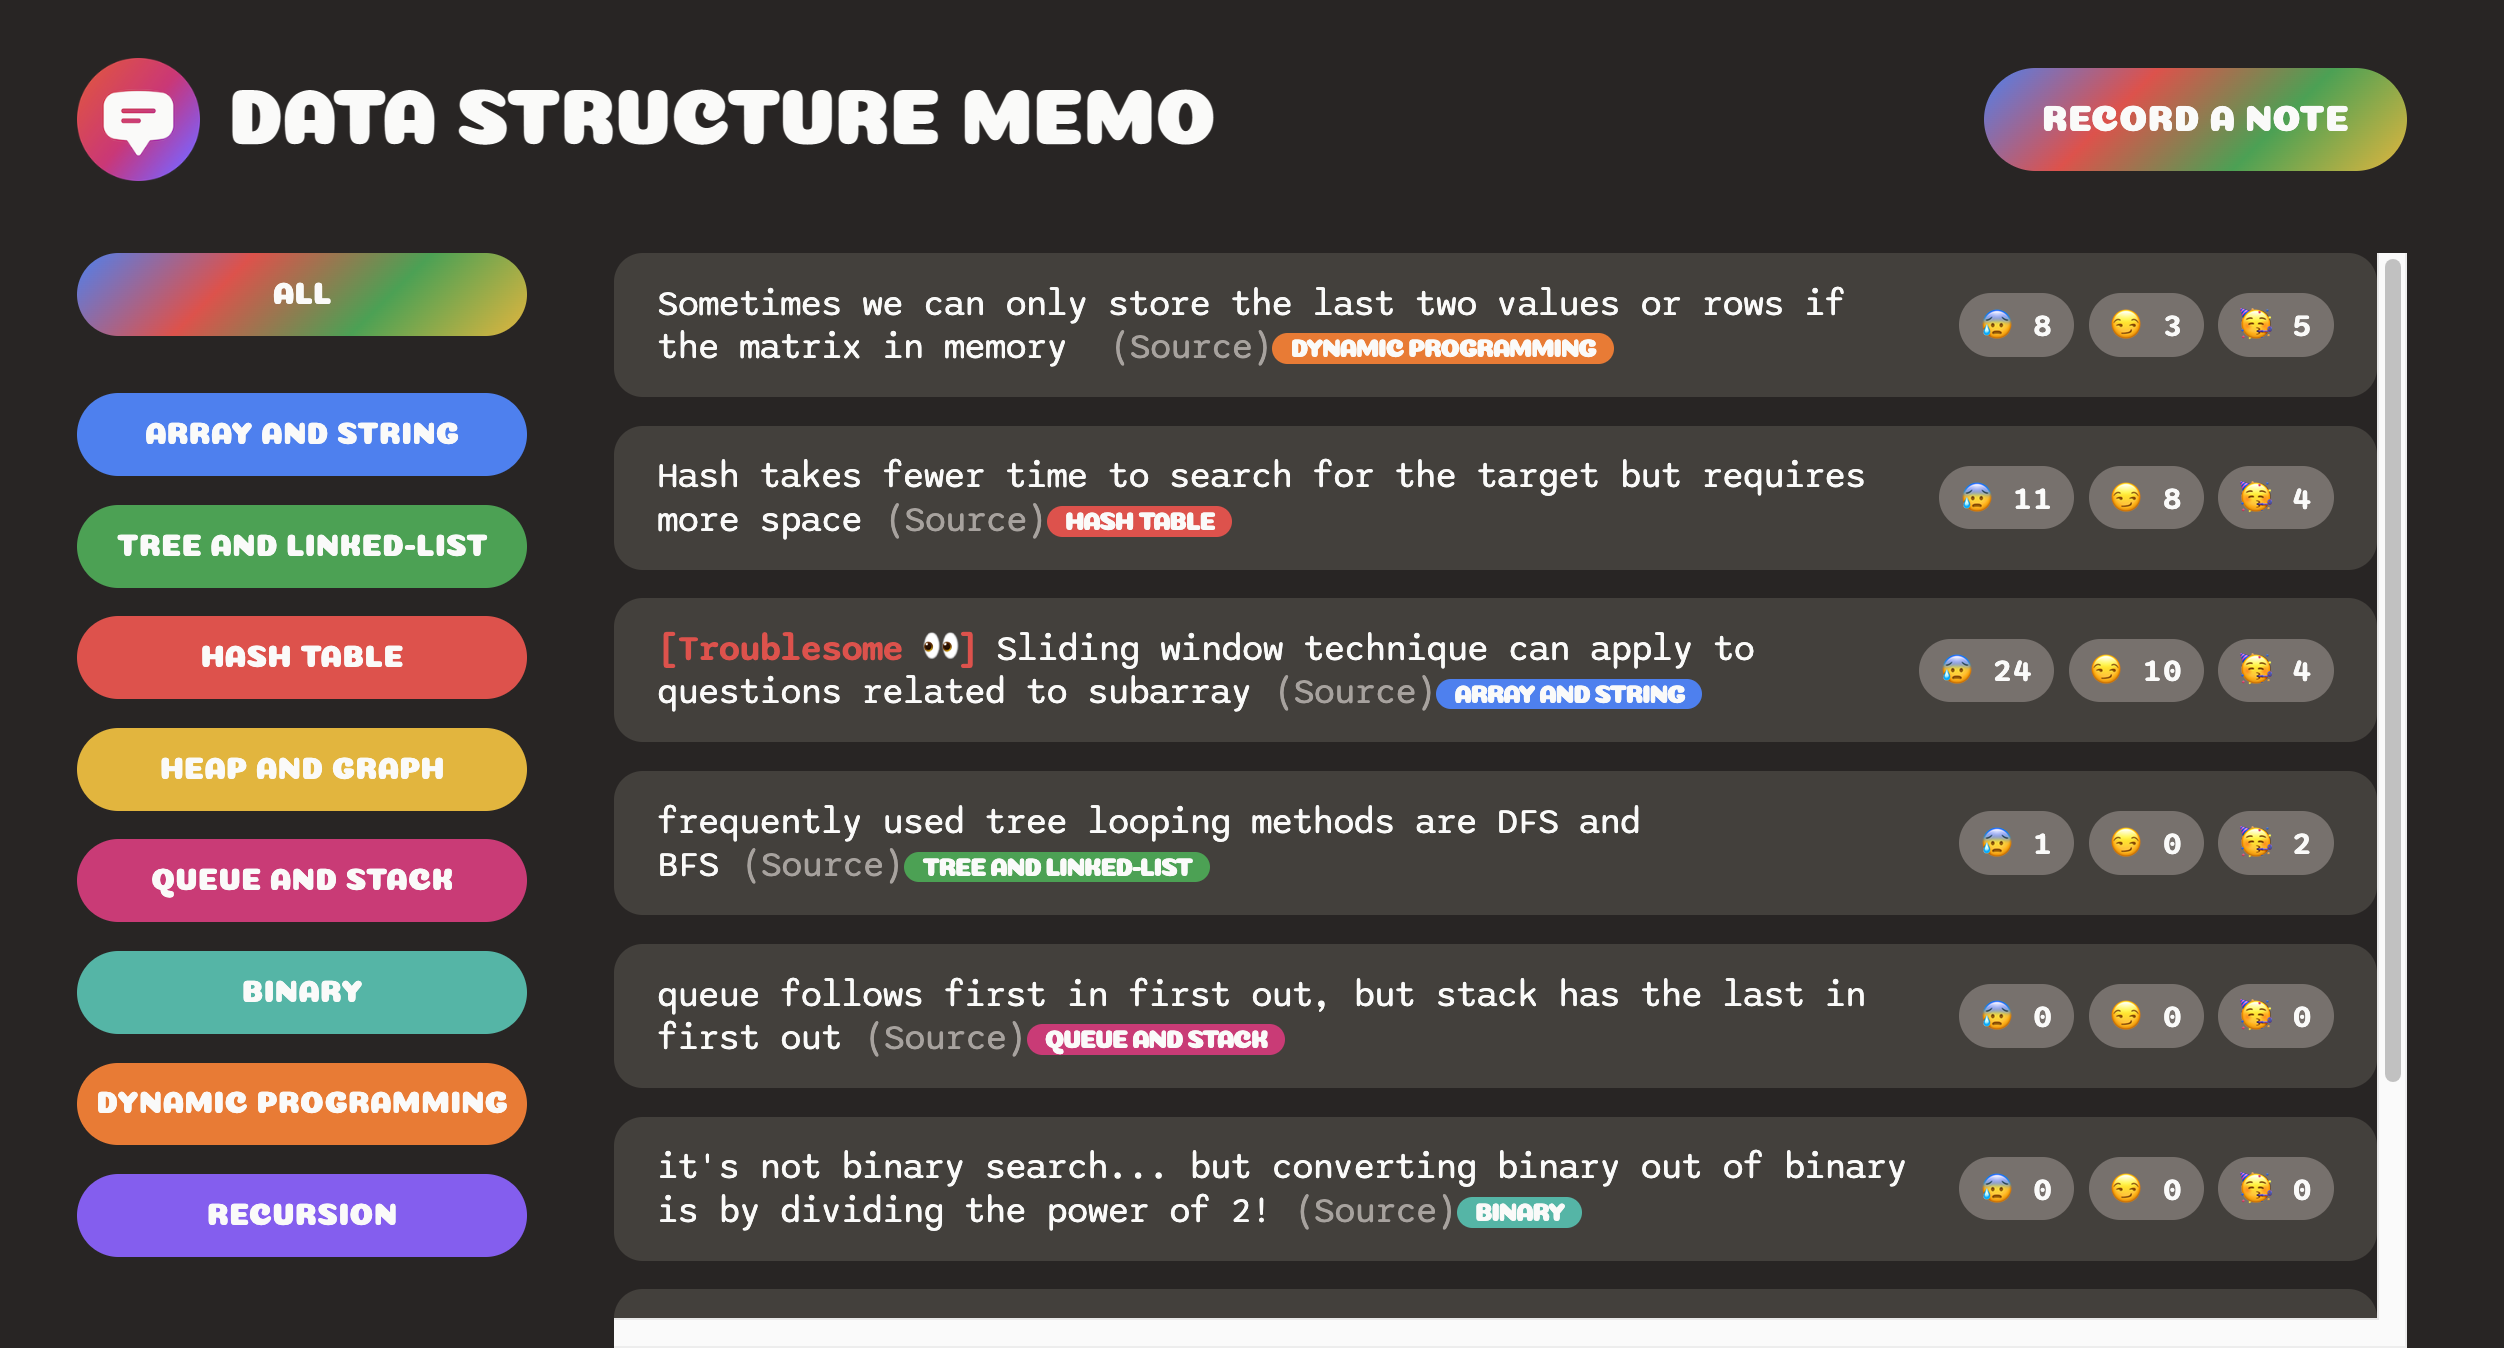 DATA STRUCTURE MEMO
RECORD A NOTE
ALL
ARRAY AND STRING
TREE AND LINKED-LIST
HASH TABLE
HEAP AND GRAPH
QUEUE AND STACK
BINARY
DYNAMIC PROGRAMMING
RECURSION
Sometimes we can only store the last two values or rows if
the matrix in memory (Source) DYNAMIC PROGRAMMING
😰 8 😏 3 🥳 5
Hash takes fewer time to search for the target but requires
more space (Source) HASH TABLE
😰 11 😏 8 🥳 4
[Troublesome 👀] Sliding window technique can apply to
questions related to subarray (Source) ARRAY AND STRING
😰 24 😏 10 🥳 4
frequently used tree looping methods are DFS and
BFS (Source) TREE AND LINKED-LIST
😰 1 😏 0 🥳 2
queue follows first in first out, but stack has the last in
first out (Source) QUEUE AND STACK
😰 0 😏 0 🥳 0
it's not binary search... but converting binary out of binary
is by dividing the power of 2! (Source) BINARY
😰 0 😏 0 🥳 0